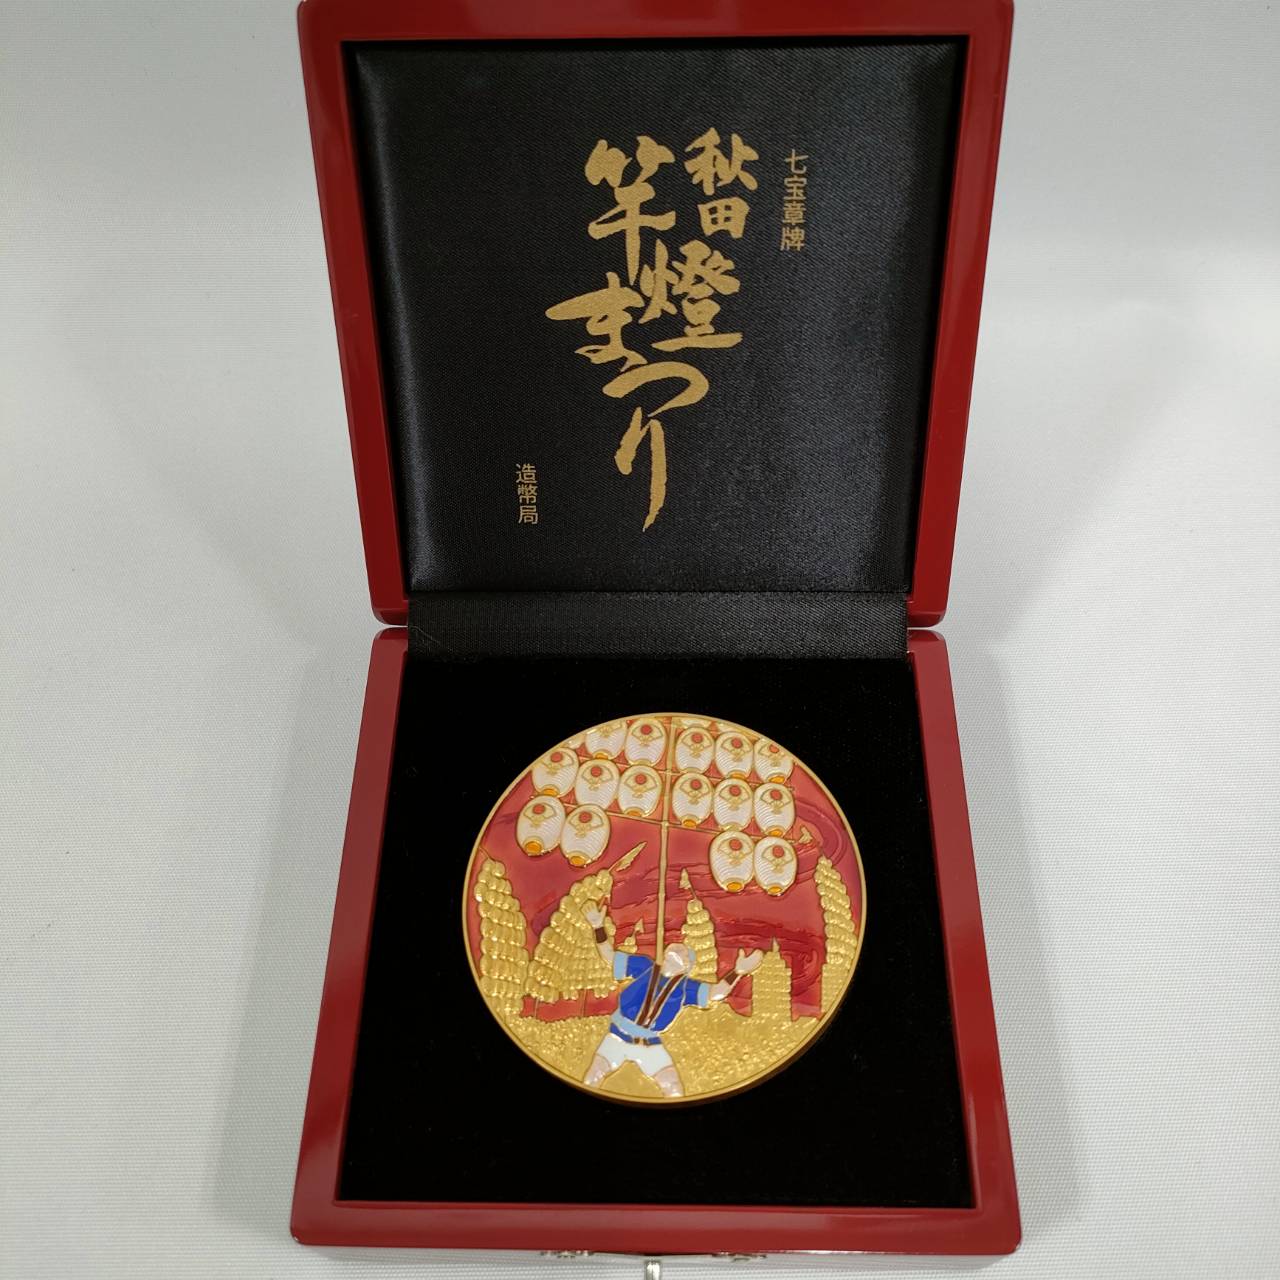 七宝章牌
秋田
竿燈
まつり
造幣局